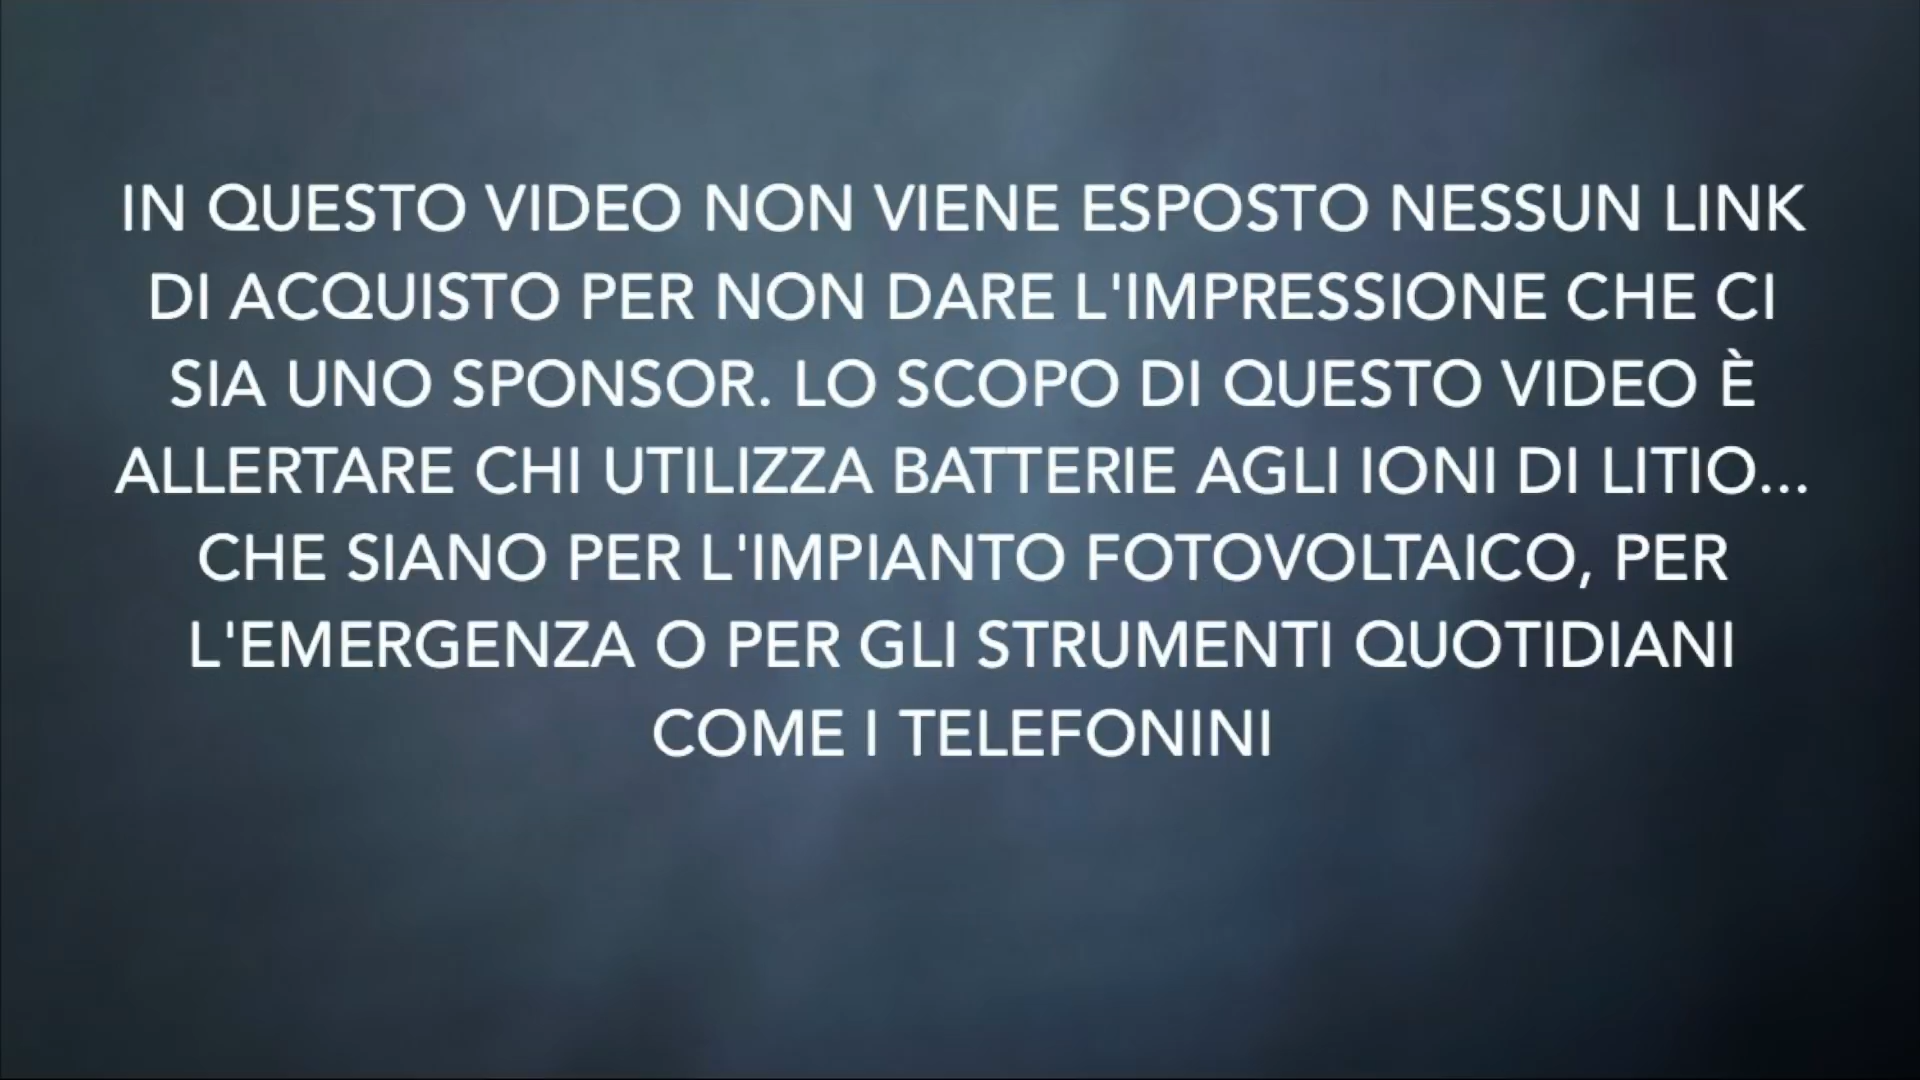 IN QUESTO VIDEO NON VIENE ESPOSTO NESSUN LINK
DI ACQUISTO PER NON DARE L'IMPRESSIONE CHE CI
SIA UNO SPONSOR. LO SCOPO DI QUESTO VIDEO È
ALLERTARE CHI UTILIZZA BATTERIE AGLI IONI DI LITIO...
CHE SIANO PER L'IMPIANTO FOTOVOLTAICO, PER
L'EMERGENZA O PER GLI STRUMENTI QUOTIDIANI
COME I TELEFONINI